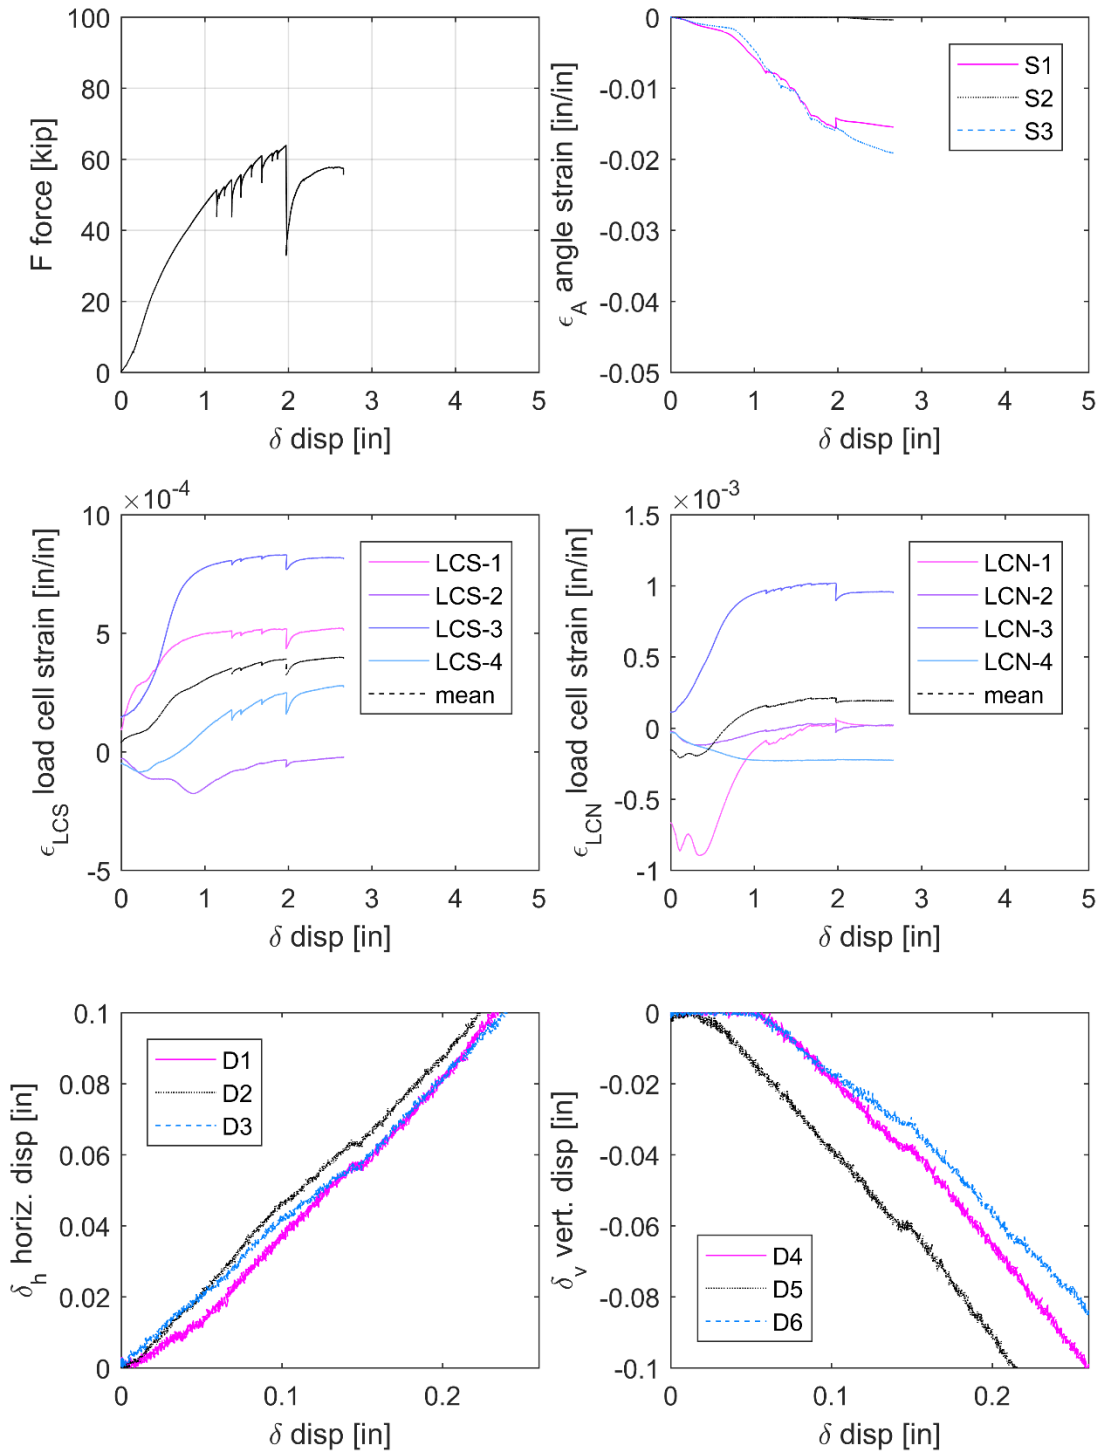 100
80
60
40
20
0
F force [kip]
0 1 2 3 4 5
δ disp [in]
0
-0.01
-0.02
-0.03
-0.04
-0.05
ϵA angle strain [in/in]
S1
S2
S3
0 1 2 3 4 5
δ disp [in]
×10-4
10
5
0
-5
ϵLCS load cell strain [in/in]
LCS-1
LCS-2
LCS-3
LCS-4
mean
0 1 2 3 4 5
δ disp [in]
×10-3
1.5
1
0.5
0
-0.5
-1
ϵLCN load cell strain [in/in]
LCN-1
LCN-2
LCN-3
LCN-4
mean
0 1 2 3 4 5
δ disp [in]
0.1
0.08
0.06
0.04
0.02
0
δh horiz. disp [in]
D1
D2
D3
0 0.1 0.2
δ disp [in]
0
-0.02
-0.04
-0.06
-0.08
-0.1
δv vert. disp [in]
D4
D5
D6
0 0.1 0.2
δ disp [in]